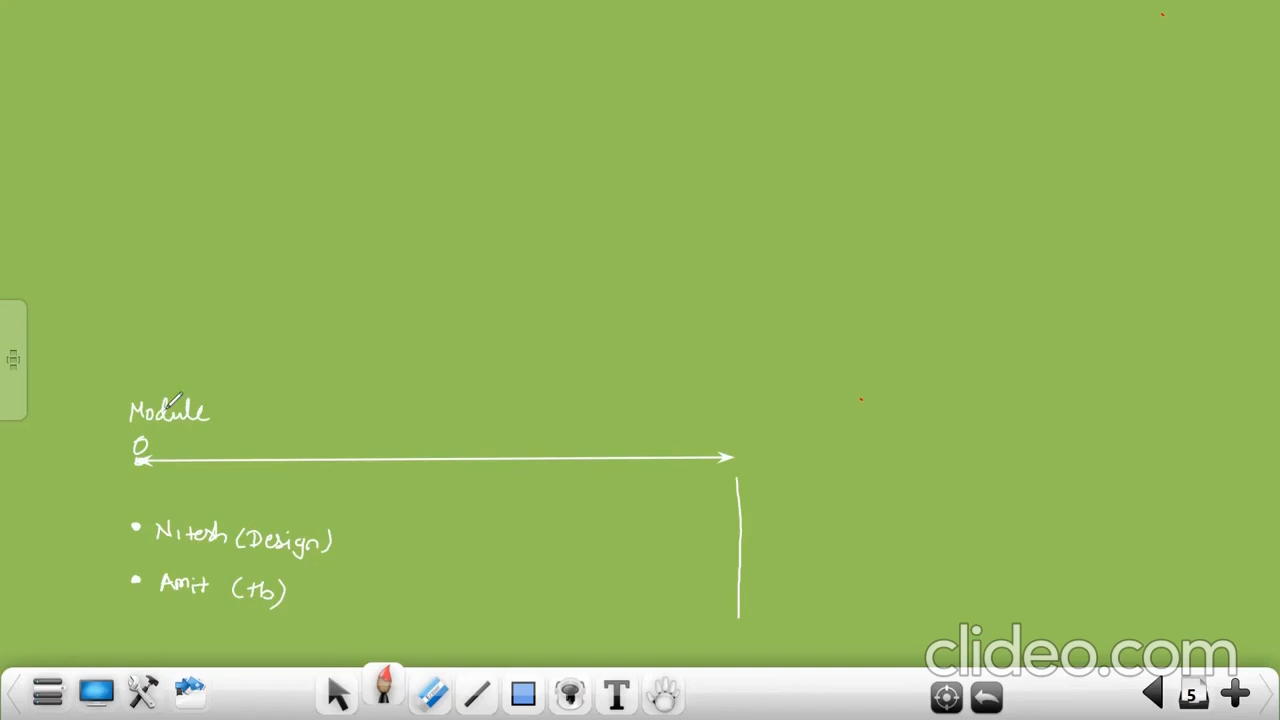 Module
0
• Nitesh (Design)
• Amit (tb)
clideo.com
T
5